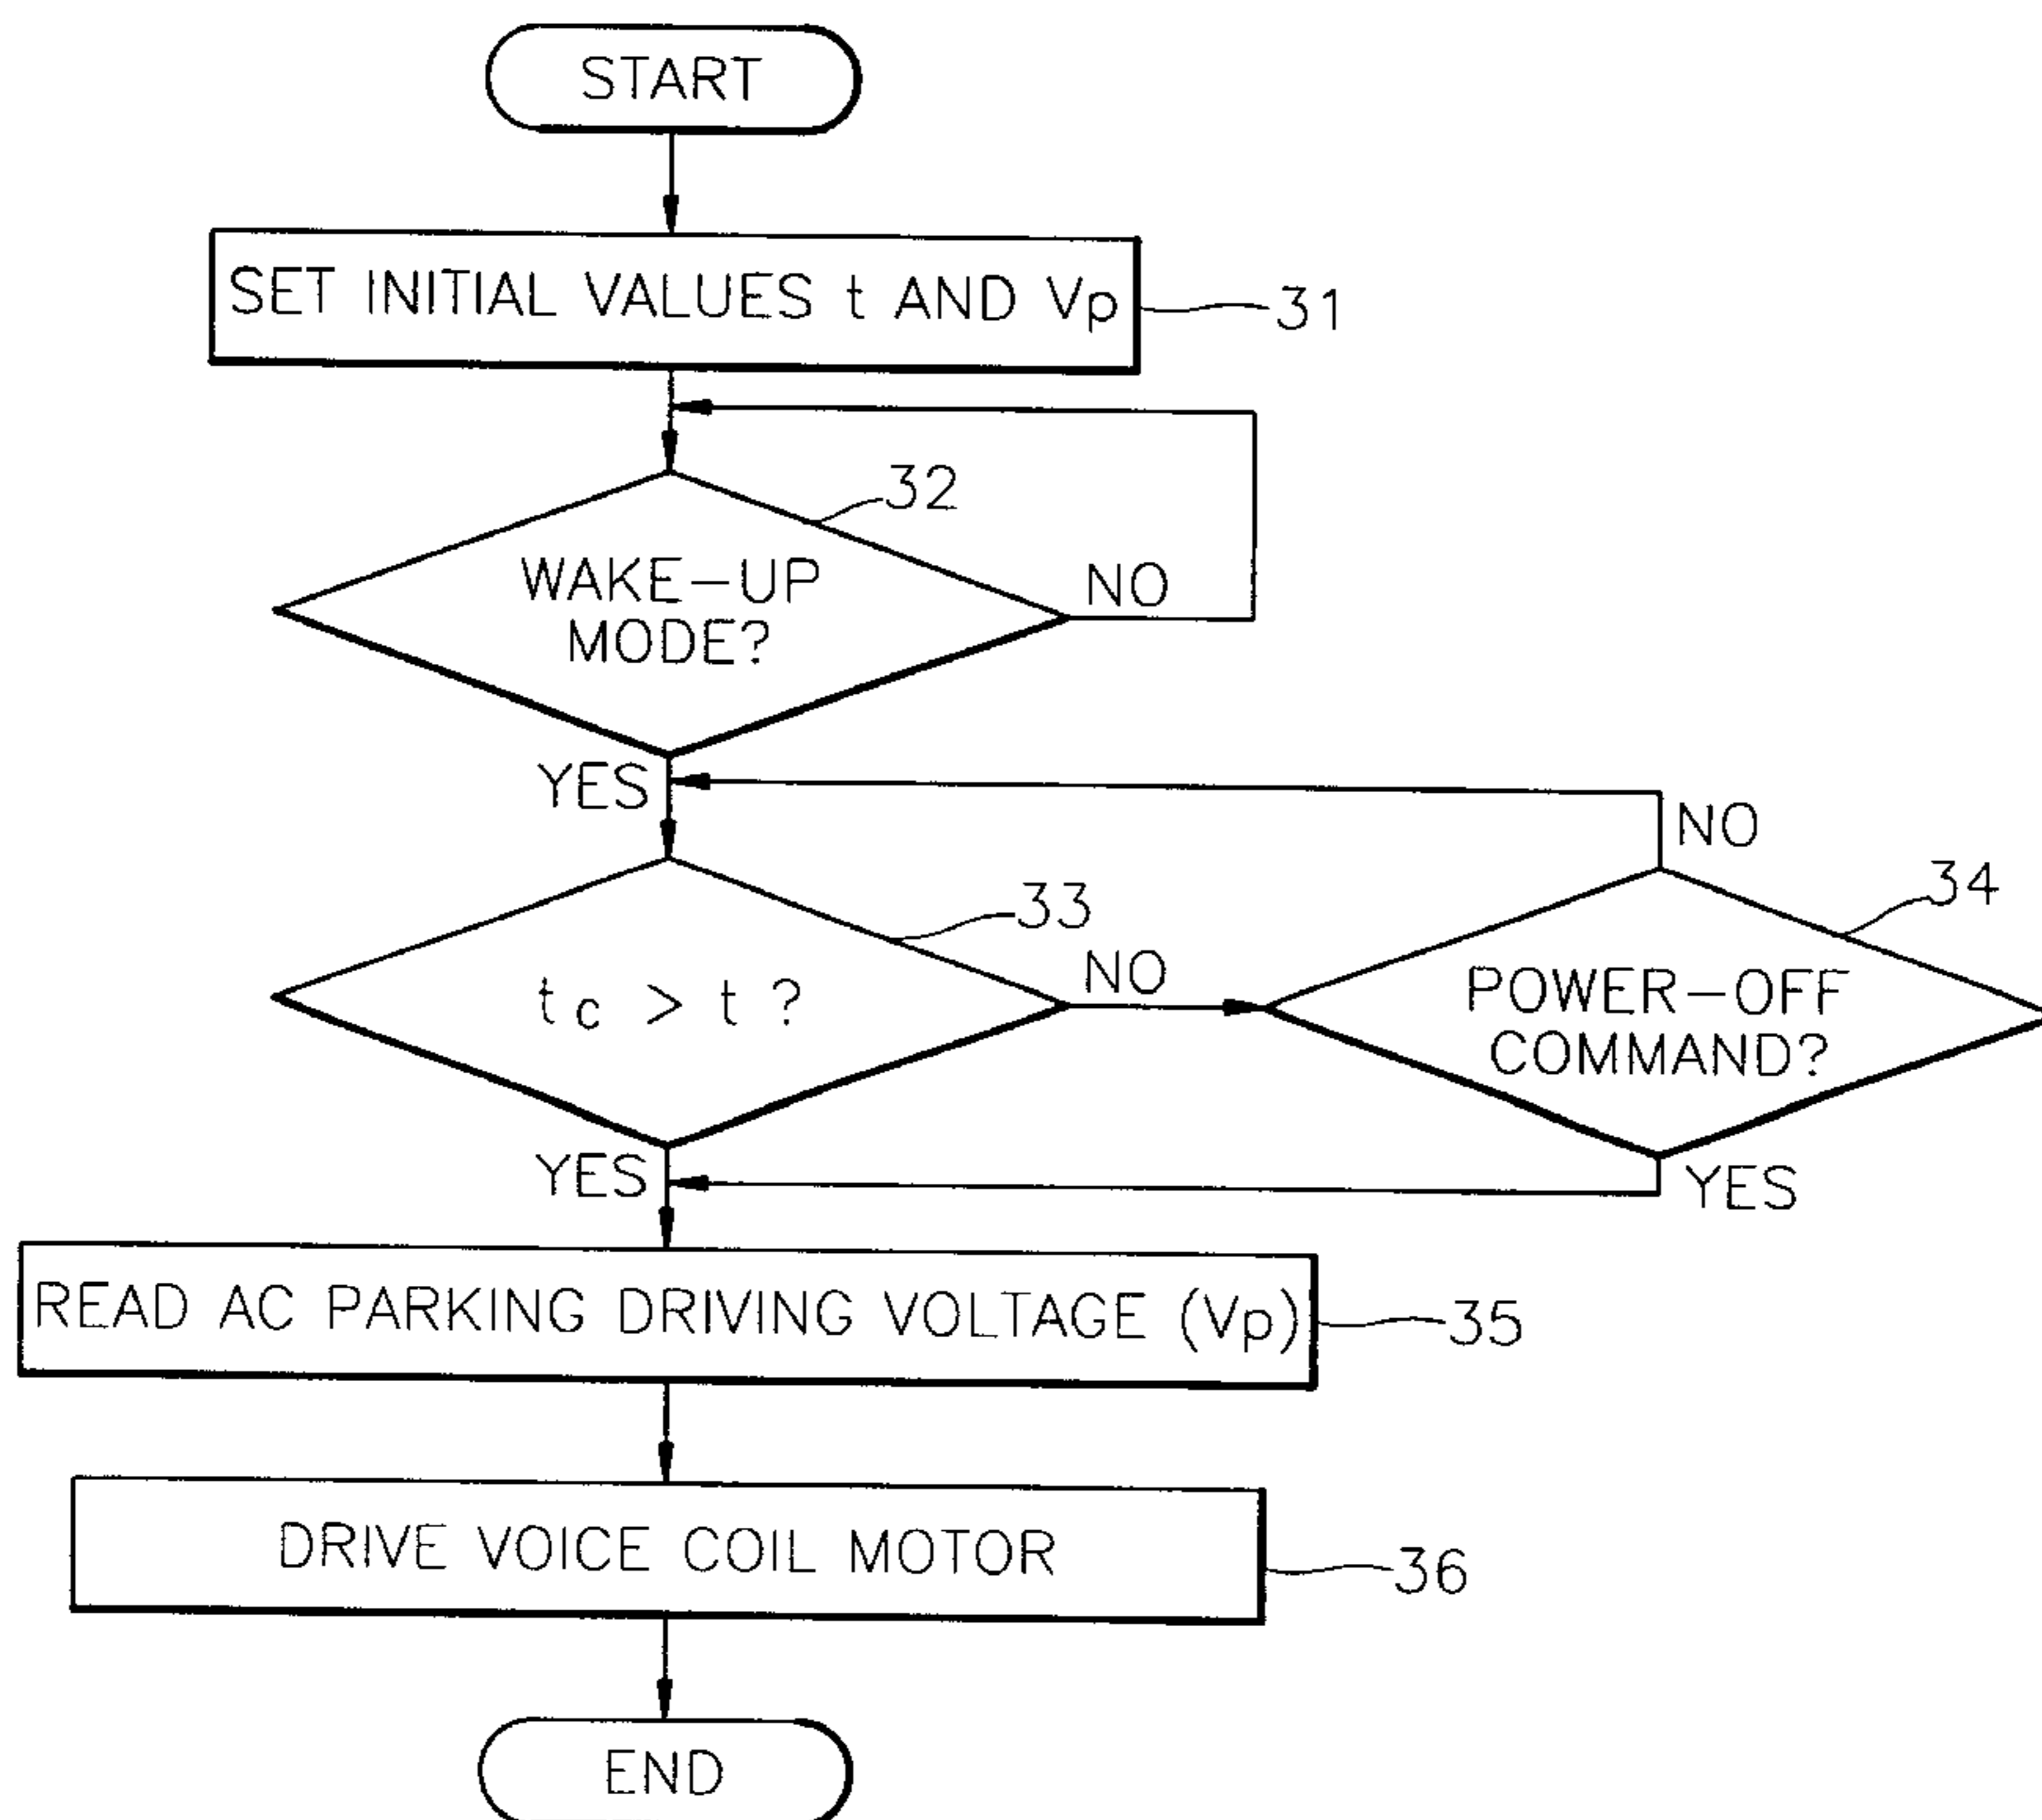 START
SET INITIAL VALUES t AND Vp
31
32
WAKE-UP
MODE?
NO
YES
NO
33
34
tc > t ?
NO
POWER-OFF
COMMAND?
YES
YES
READ AC PARKING DRIVING VOLTAGE (Vp)
35
DRIVE VOICE COIL MOTOR
36
END